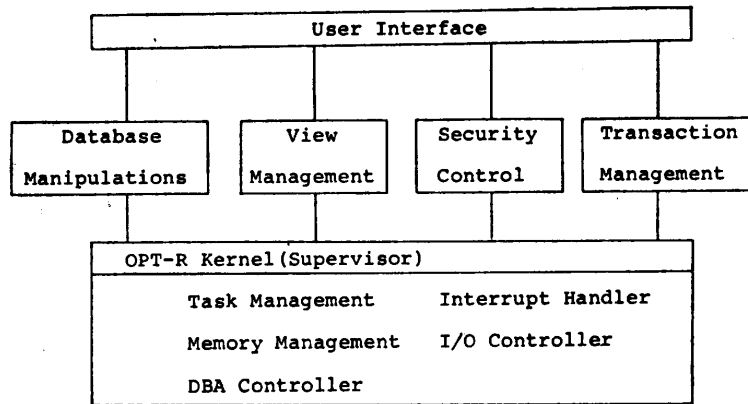 User Interface
Database
Manipulations
View
Management
Security
Control
Transaction
Management
OPT-R Kernel(Supervisor)
Task Management Interrupt Handler
Memory Management I/O Controller
DBA Controller